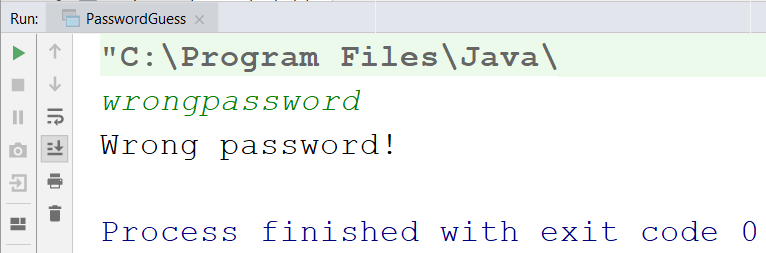 Run: PasswordGuess
"C:\Program Files\Java\
wrongpassword
Wrong password!
Process finished with exit code 0